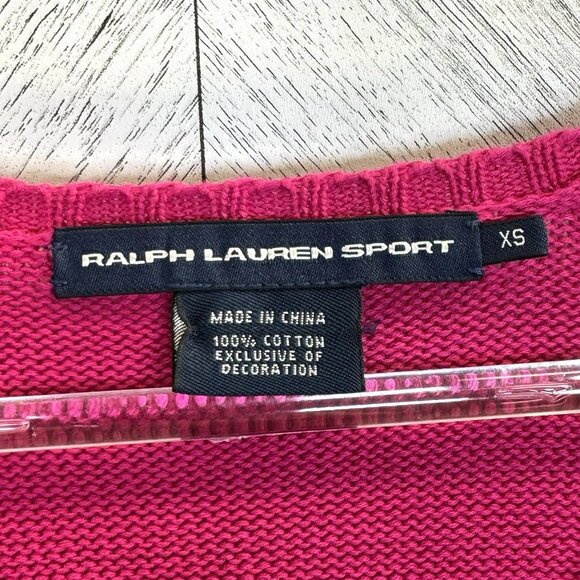 RALPH LAUREN SPORT
XS
MADE IN CHINA
100% COTTON
EXCLUSIVE OF
DECORATION